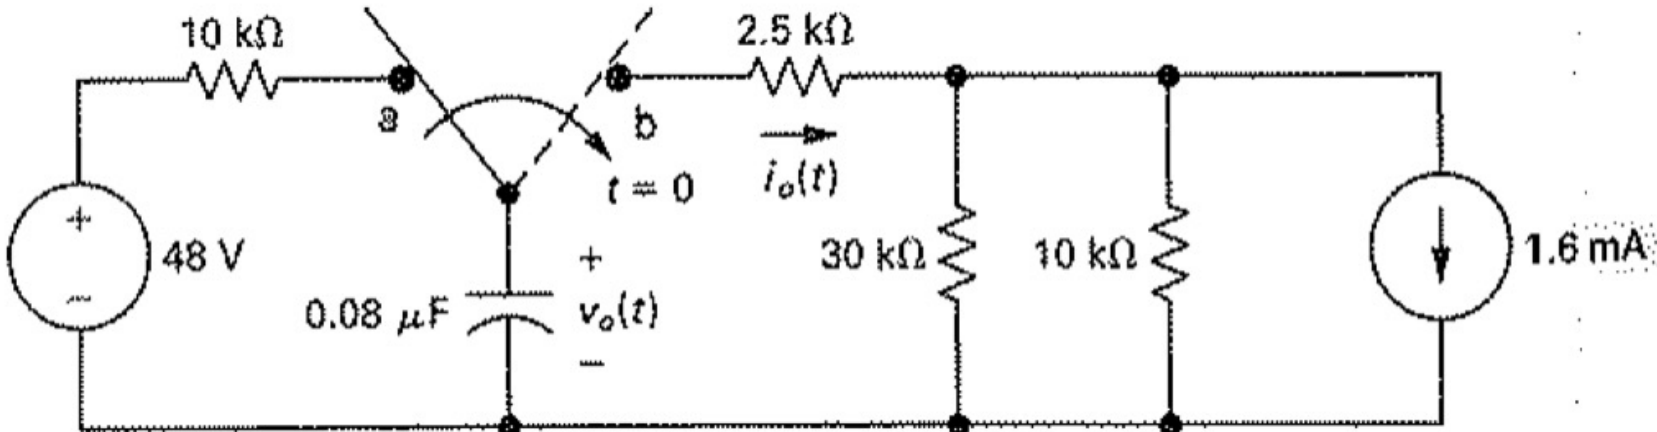 10 kΩ
2.5 kΩ
a
b
t = 0
i_o(t)
+
−
48 V
0.08 μF
+
v_o(t)
−
30 kΩ
10 kΩ
1.6 mA